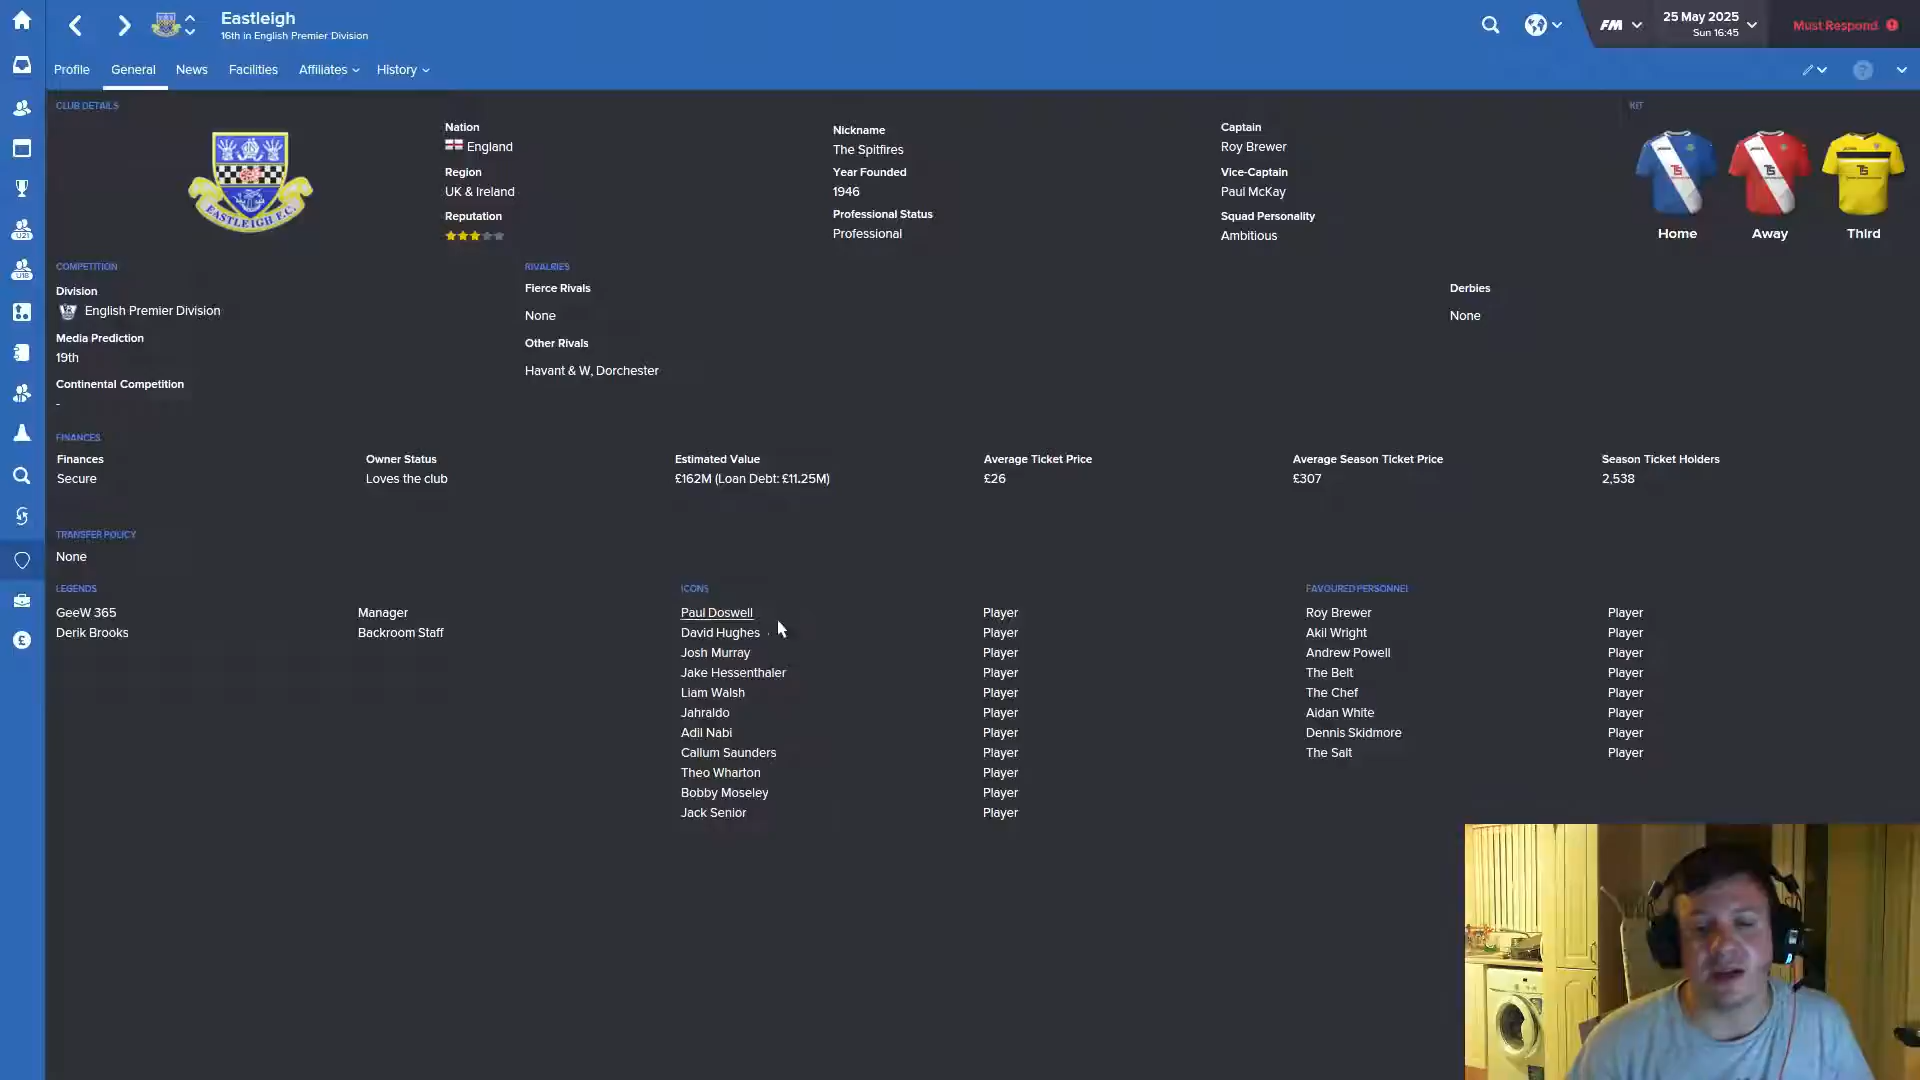 Eastleigh
16th in English Premier Division
FM
25 May 2025
Sun 16:45
Must Respond
Profile
General
News
Facilities
Affiliates
History
CLUB DETAILS
EASTLEIGH F.C.
Nation
England
Region
UK & Ireland
Reputation
Nickname
The Spitfires
Year Founded
1946
Professional Status
Professional
Captain
Roy Brewer
Vice-Captain
Paul McKay
Squad Personality
Ambitious
KIT
Home
Away
Third
COMPETITION
Division
English Premier Division
Media Prediction
19th
Continental Competition
-
RIVALRIES
Fierce Rivals
None
Other Rivals
Havant & W, Dorchester
Derbies
None
FINANCES
Finances
Secure
Owner Status
Loves the club
Estimated Value
£162M (Loan Debt: £11.25M)
Average Ticket Price
£26
Average Season Ticket Price
£307
Season Ticket Holders
2,538
TRANSFER POLICY
None
LEGENDS
GeeW 365 Manager
Derik Brooks Backroom Staff
ICONS
Paul Doswell Player
David Hughes Player
Josh Murray Player
Jake Hessenthaler Player
Liam Walsh Player
Jahraldo Player
Adil Nabi Player
Callum Saunders Player
Theo Wharton Player
Bobby Moseley Player
Jack Senior Player
FAVOURED PERSONNEL
Roy Brewer Player
Akil Wright Player
Andrew Powell Player
The Belt Player
The Chef Player
Aidan White Player
Dennis Skidmore Player
The Salt Player